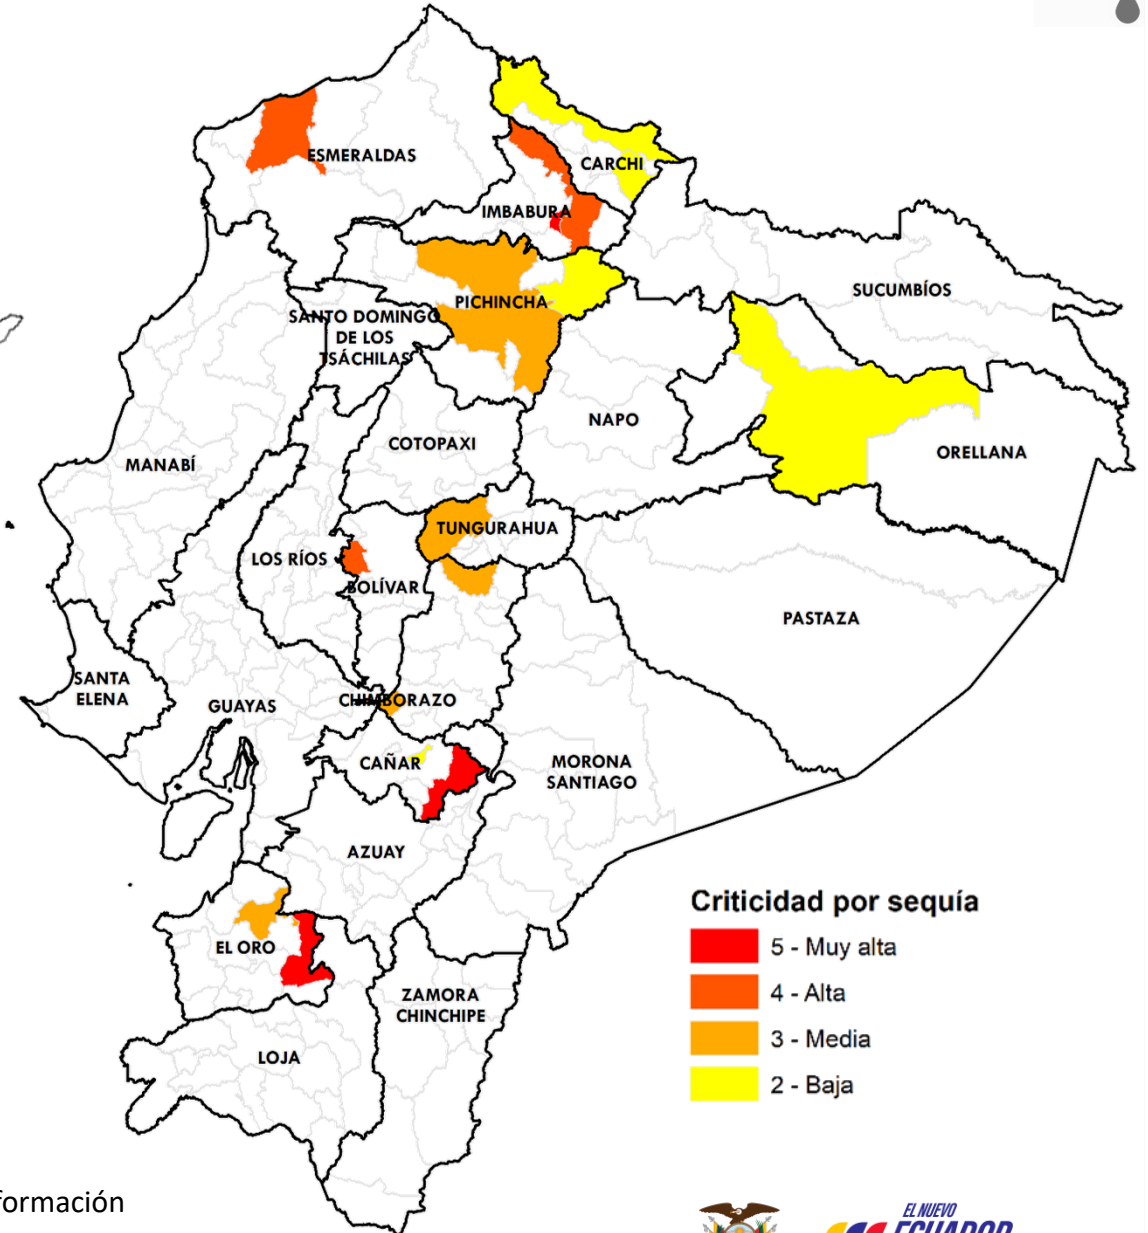 ESMERALDAS
CARCHI
IMBABURA
SUCUMBÍOS
PICHINCHA
SANTO DOMINGO
DE LOS
TSÁCHILAS
NAPO
COTOPAXI
ORELLANA
MANABÍ
TUNGURAHUA
LOS RÍOS
BOLÍVAR
PASTAZA
SANTA
ELENA
GUAYAS
CHIMBORAZO
CAÑAR
MORONA
SANTIAGO
AZUAY
EL ORO
ZAMORA
CHINCHIPE
LOJA
Criticidad por sequía
5 - Muy alta
4 - Alta
3 - Media
2 - Baja
formación
EL NUEVO
ECUADOR